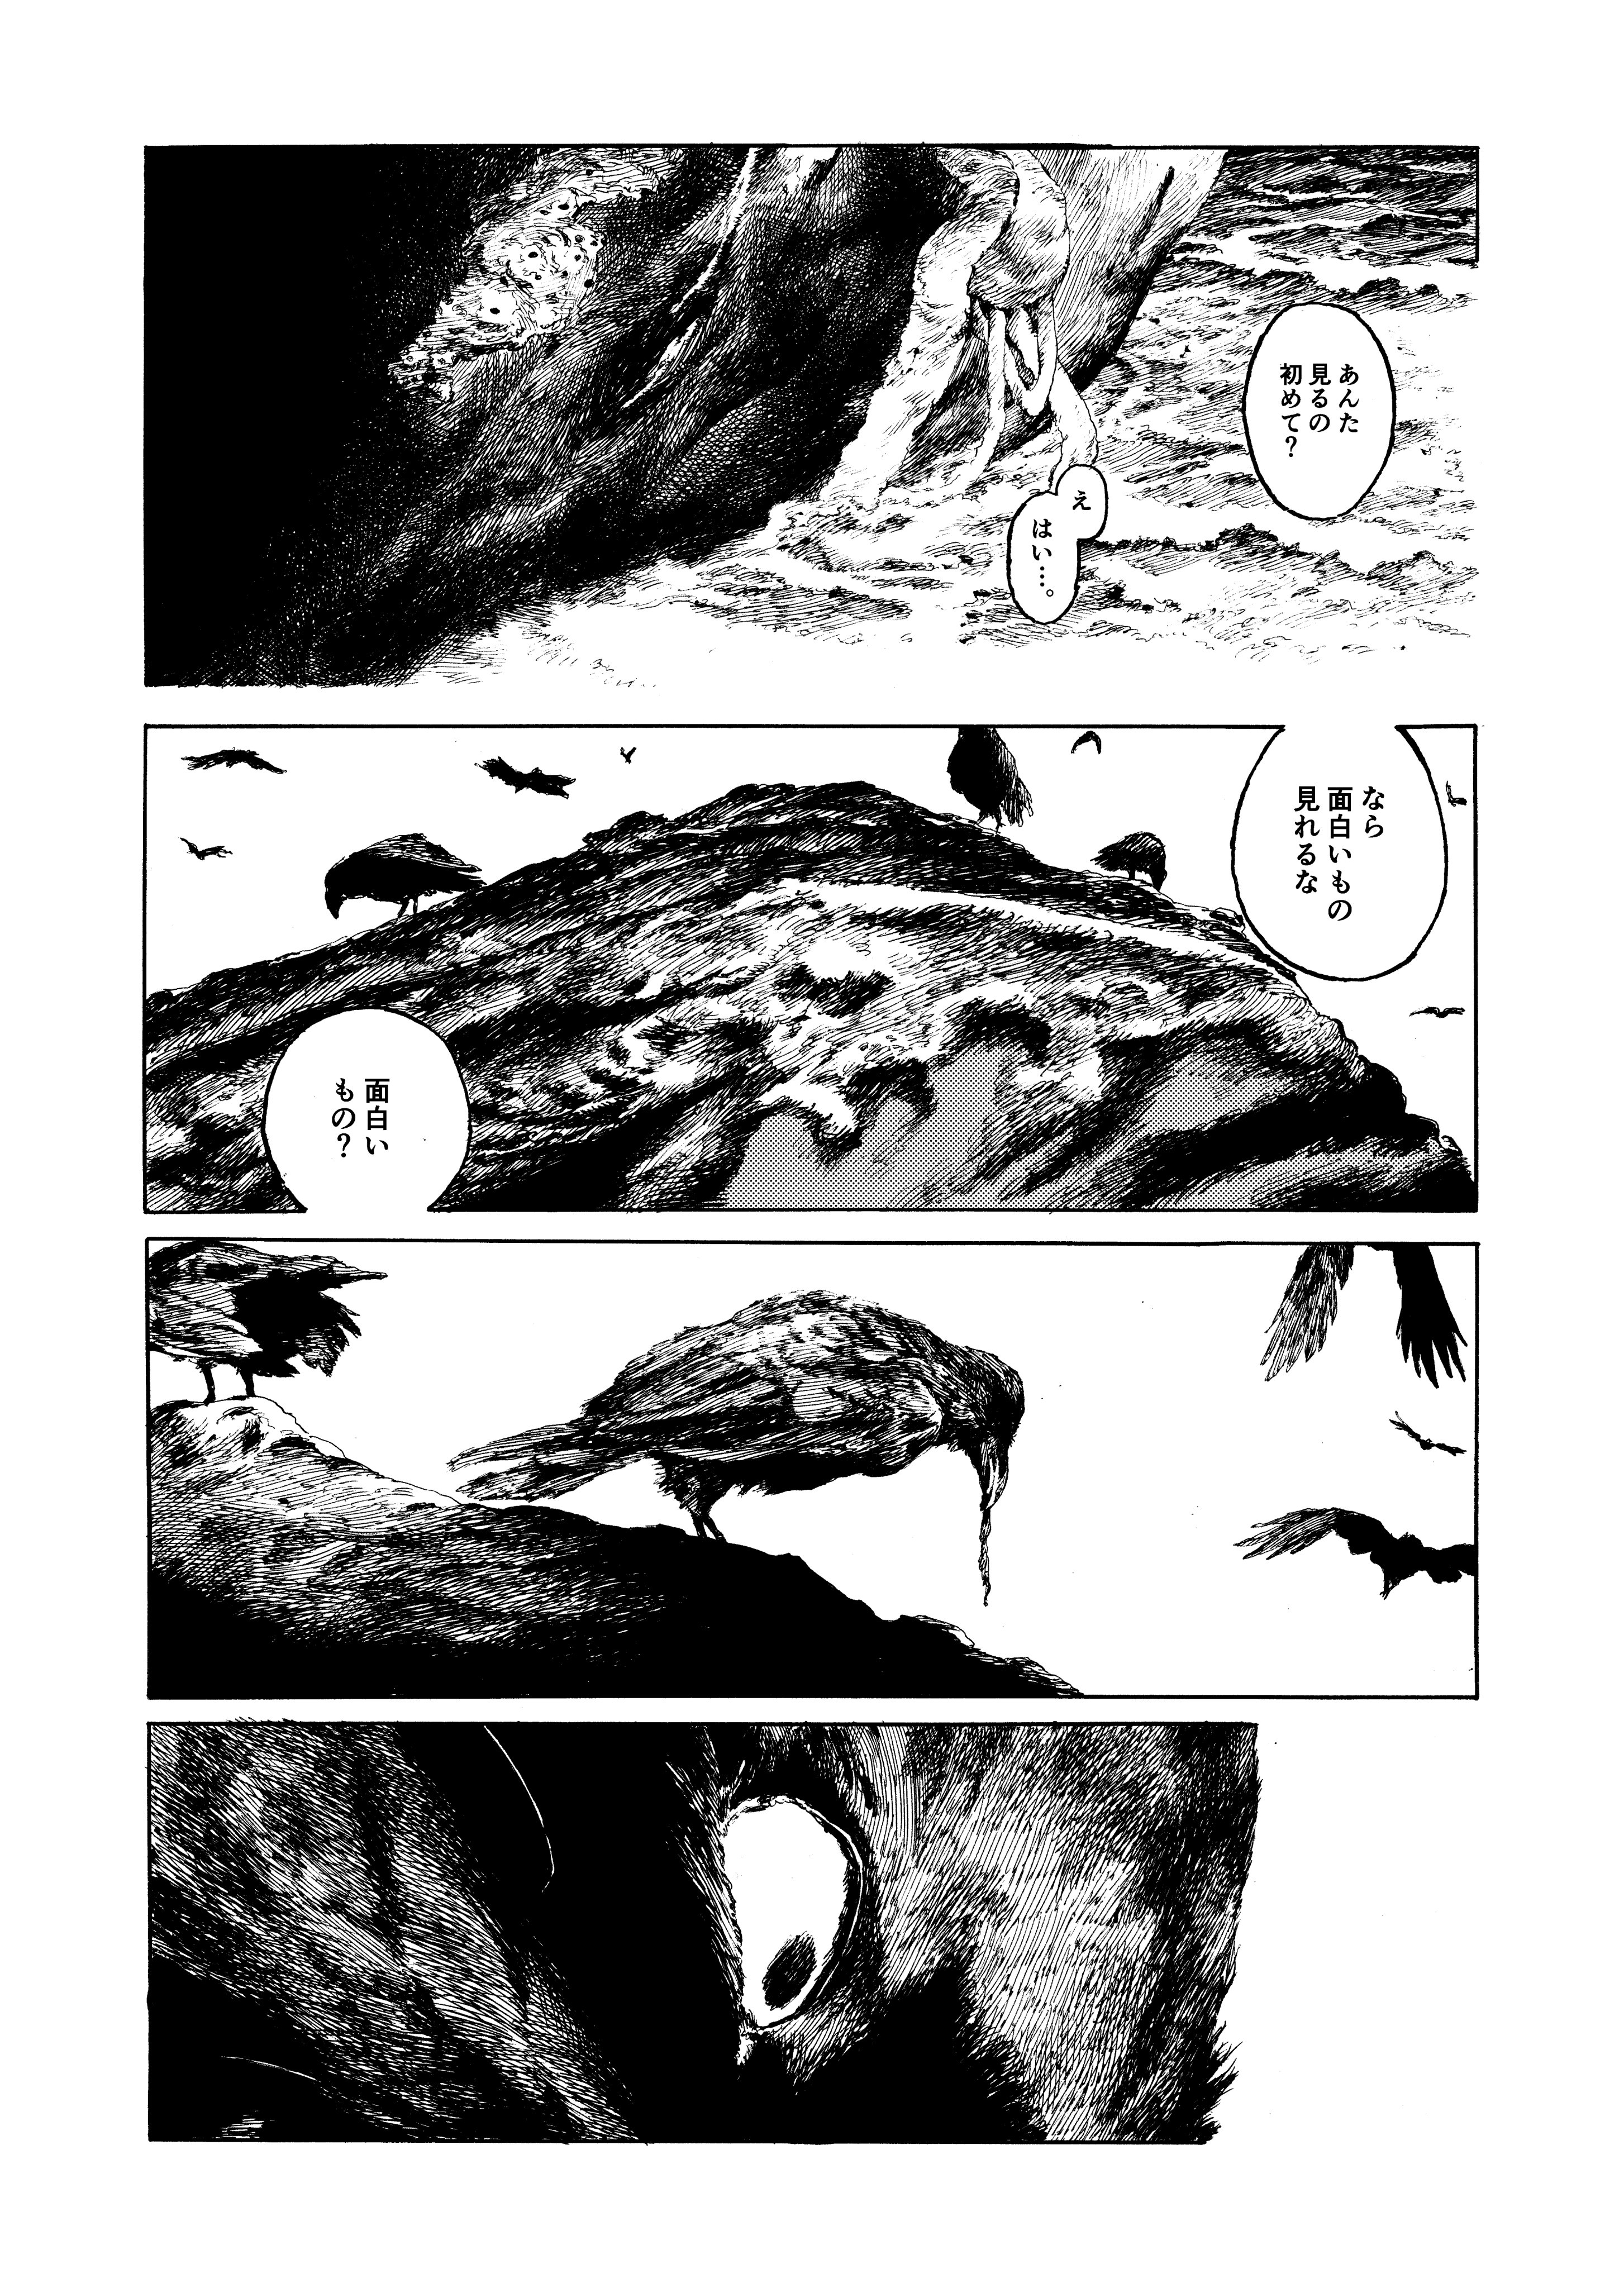 あんた
見るの
初めて?
え
はい…。
なら
面白いもの
見れるな
面白い
もの?